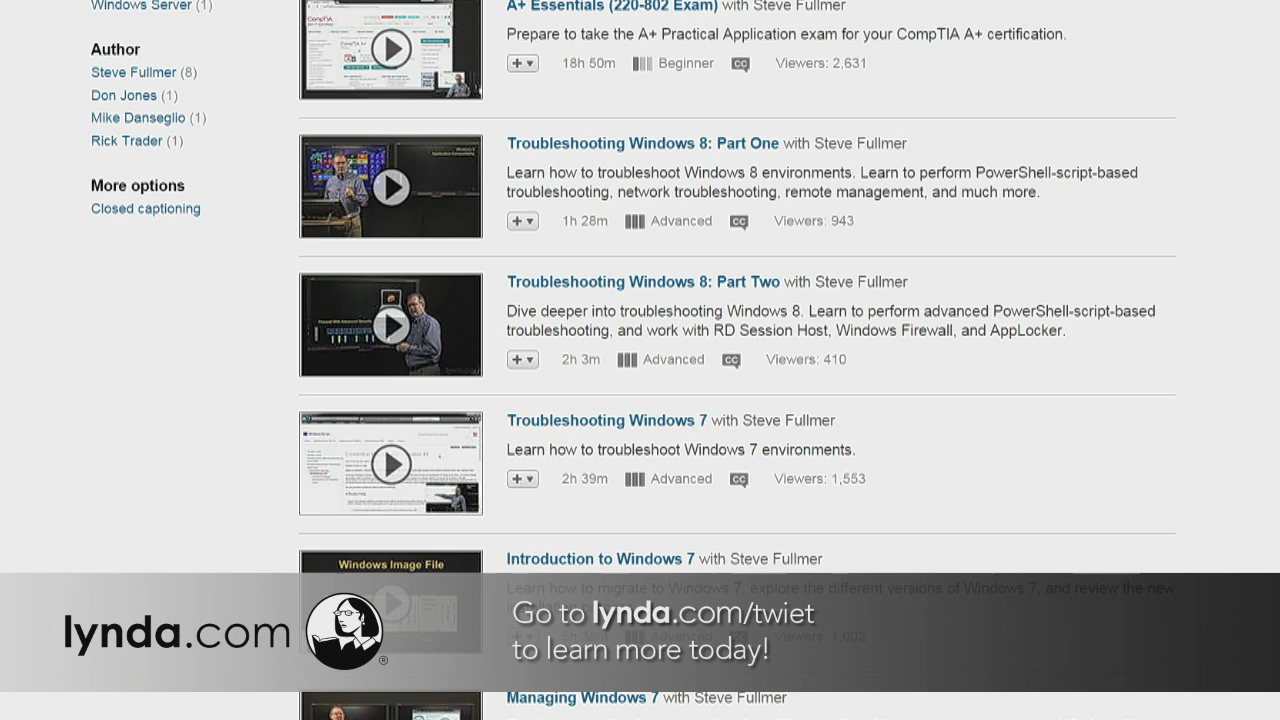 Windows Server (1)
Author
Steve Fullmer (8)
Don Jones (1)
Mike Danseglio (1)
Rick Trader (1)
More options
Closed captioning
A+ Essentials (220-802 Exam) with Steve Fullmer
Prepare to take the A+ Practical Application exam for the CompTIA A+ certification.
18h 50m Beginner CC Viewers: 2,631
Troubleshooting Windows 8: Part One with Steve Fullmer
Learn how to troubleshoot Windows 8 environments. Learn to perform PowerShell-script-based
troubleshooting, network troubleshooting, remote management, and much more.
1h 28m Advanced CC Viewers: 943
Troubleshooting Windows 8: Part Two with Steve Fullmer
Dive deeper into troubleshooting Windows 8. Learn to perform advanced PowerShell-script-based
troubleshooting and work with RD Session Host, Windows Firewall, and AppLocker.
2h 3m Advanced CC Viewers: 410
Troubleshooting Windows 7 with Steve Fullmer
Learn how to troubleshoot Windows 7 environments.
2h 39m Advanced CC Viewers:
Windows Image File
Introduction to Windows 7 with Steve Fullmer
Learn how to migrate to Windows 7, explore the different versions of Windows 7, and review the new
5h 38m Advanced Viewers: 1,002
lynda.com ®
Go to lynda.com/twiet
to learn more today!
Managing Windows 7 with Steve Fullmer